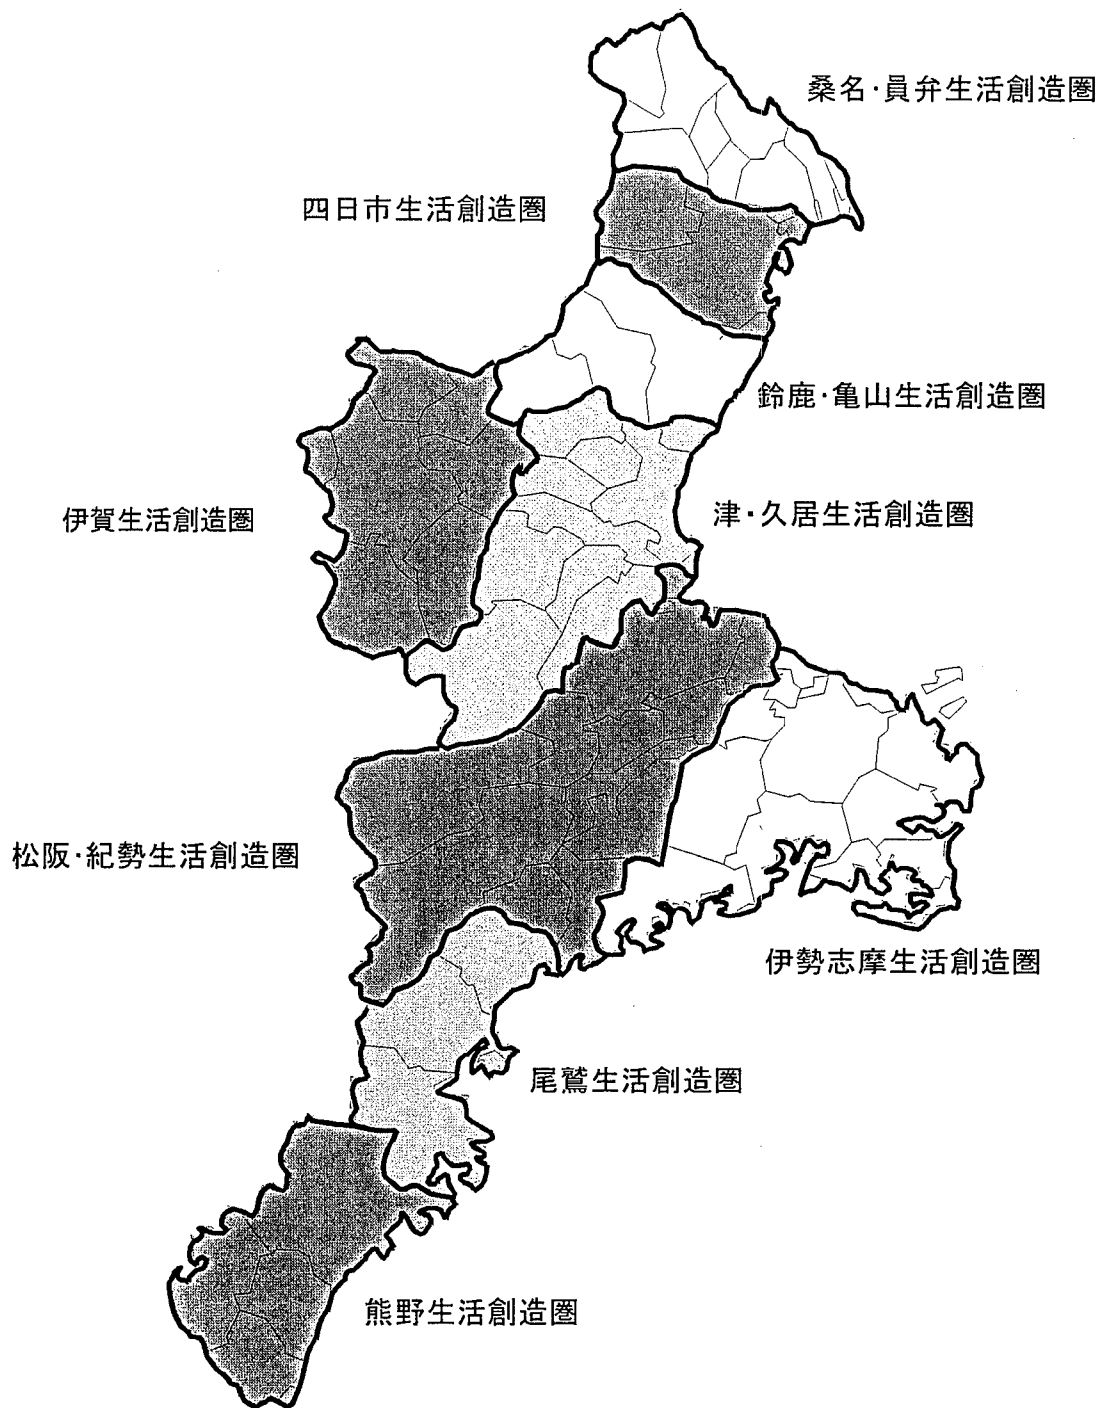 桑名・員弁生活創造圏
四日市生活創造圏
鈴鹿・亀山生活創造圏
伊賀生活創造圏
津・久居生活創造圏
松阪・紀勢生活創造圏
伊勢志摩生活創造圏
尾鷲生活創造圏
熊野生活創造圏